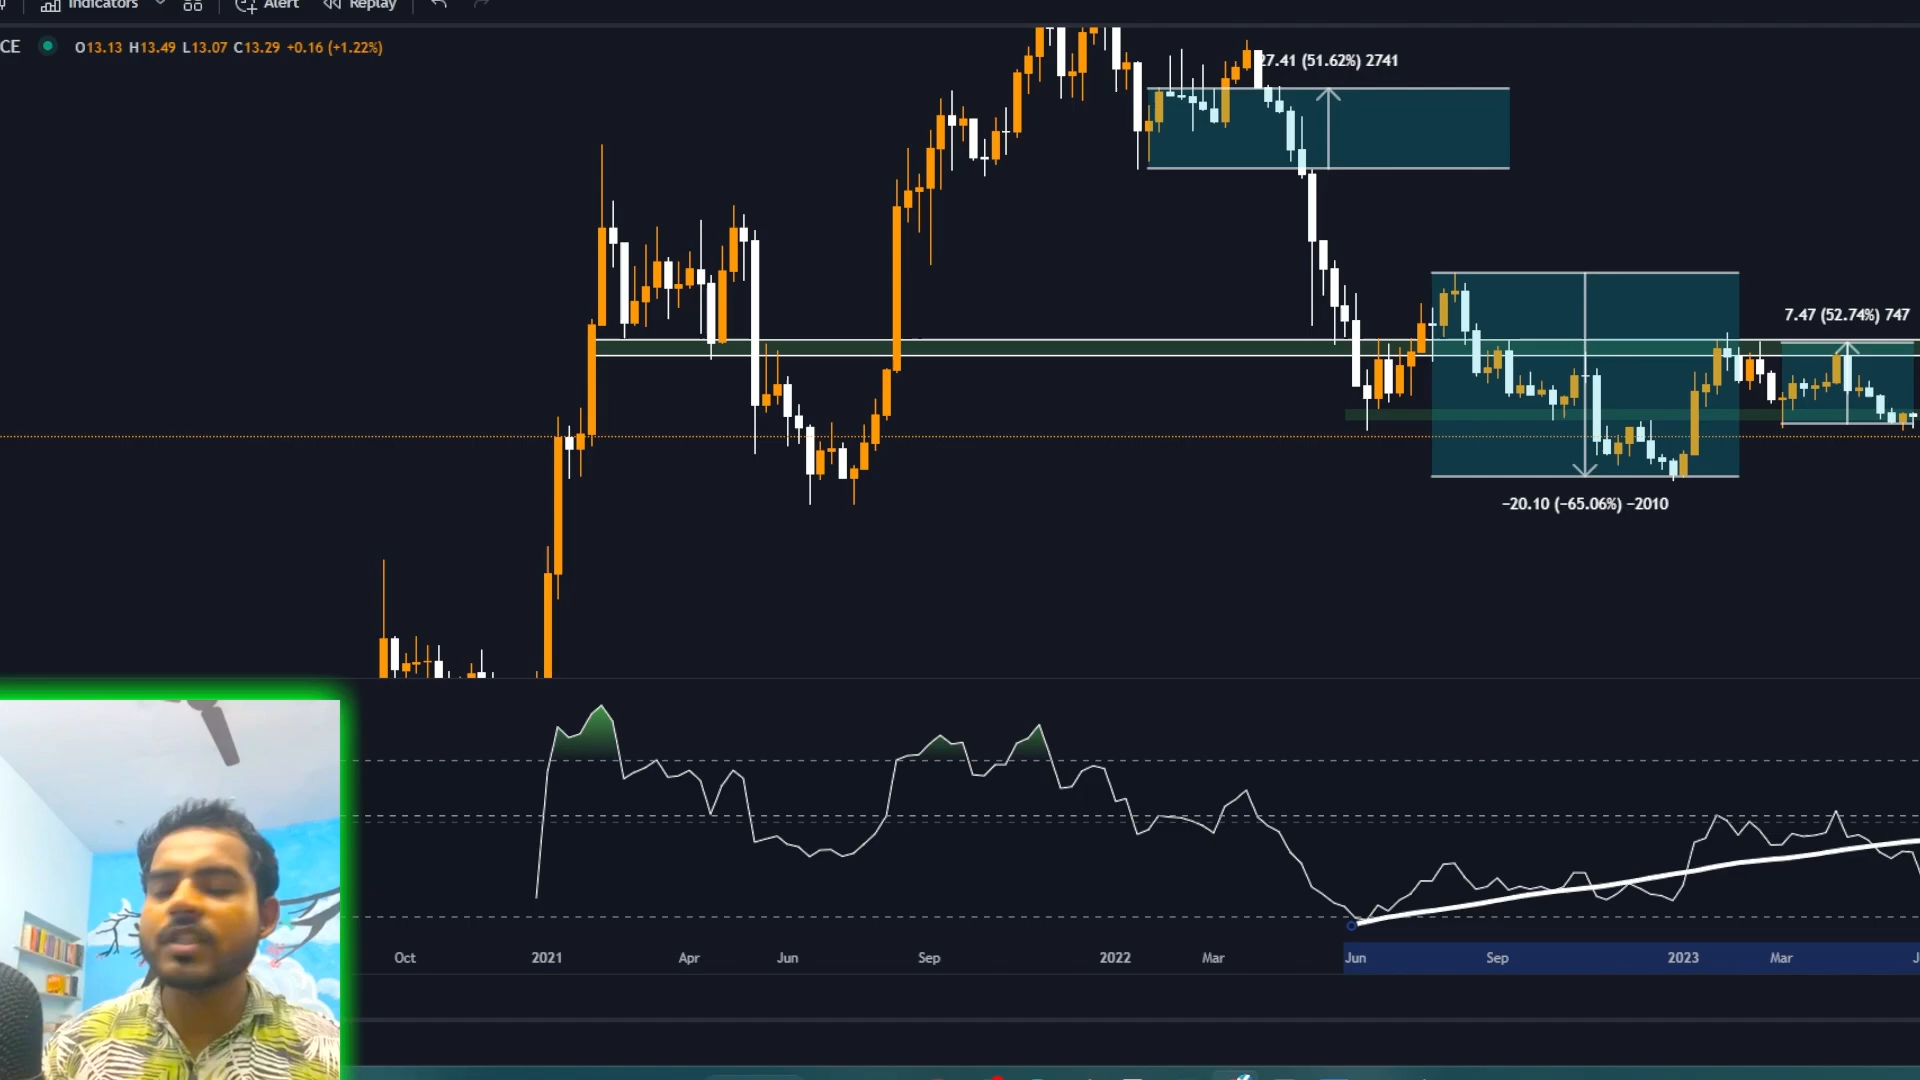 Indicators Alert Replay
CE O13.13 H13.49 L13.07 C13.29 +0.16 (+1.22%)
27.41 (51.62%) 2741
7.47 (52.74%) 747
−20.10 (−65.06%) −2010
Oct 2021 Apr Jun Sep 2022 Mar Jun Sep 2023 Mar